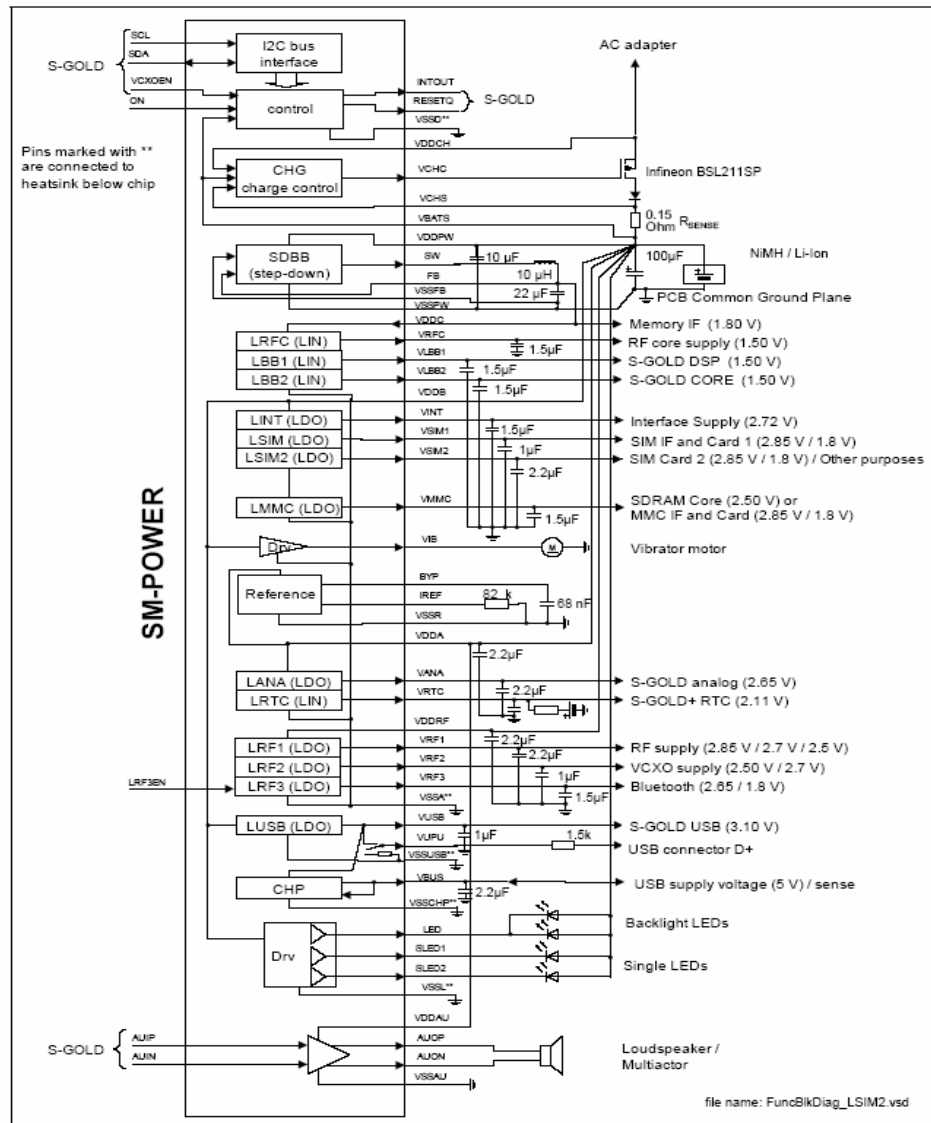 SCL
SDA
S-GOLD
VCXOEN
ON
I2C bus
interface
control
INTOUT
RESETQ
S-GOLD
VSSD**
AC adapter
Pins marked with **
are connected to
heatsink below chip
VDDCH
CHG
charge control
VCHC
Infineon BSL211SP
VCHS
0.15
Ohm RSENSE
VBATS
VDDPW
SDBB
(step-down)
SW
10 µF
FB
10 µH
VSSFB
22 µF
VSSPW
100µF
NiMH / Li-Ion
PCB Common Ground Plane
VDDC
Memory IF (1.80 V)
LRFC (LIN)
VRFC
1.5µF
RF core supply (1.50 V)
LBB1 (LIN)
VLBB1
1.5µF
S-GOLD DSP (1.50 V)
LBB2 (LIN)
VLBB2
1.5µF
S-GOLD CORE (1.50 V)
VDDB
LINT (LDO)
VINT
1.5µF
Interface Supply (2.72 V)
LSIM (LDO)
VSIM1
1µF
SIM IF and Card 1 (2.85 V / 1.8 V)
LSIM2 (LDO)
VSIM2
2.2µF
SIM Card 2 (2.85 V / 1.8 V) / Other purposes
LMMC (LDO)
VMMC
1.5µF
SDRAM Core (2.50 V) or
MMC IF and Card (2.85 V / 1.8 V)
SM-POWER
Drv
VIB
M
Vibrator motor
Reference
BYP
IREF
82 k
68 nF
VSSR
VDDA
2.2µF
LANA (LDO)
VANA
S-GOLD analog (2.65 V)
LRTC (LIN)
VRTC
2.2µF
S-GOLD+ RTC (2.11 V)
VDDRF
2.2µF
LRF1 (LDO)
VRF1
2.2µF
RF supply (2.85 V / 2.7 V / 2.5 V)
LRF2 (LDO)
VRF2
1µF
VCXO supply (2.50 V / 2.7 V)
LRF3EN
LRF3 (LDO)
VRF3
1.5µF
Bluetooth (2.65 / 1.8 V)
VSSA**
LUSB (LDO)
VUSB
1µF
S-GOLD USB (3.10 V)
VUPU
1.5k
USB connector D+
VSSUSB**
CHP
VBUS
2.2µF
USB supply voltage (5 V) / sense
VSSCHP**
Drv
LED
Backlight LEDs
SLED1
Single LEDs
SLED2
VSSL**
VDDAU
S-GOLD
AUIP
AUIN
AUOP
AUON
Loudspeaker /
Multiactor
VSSAU
file name: FuncBlkDiag_LSIM2.vsd